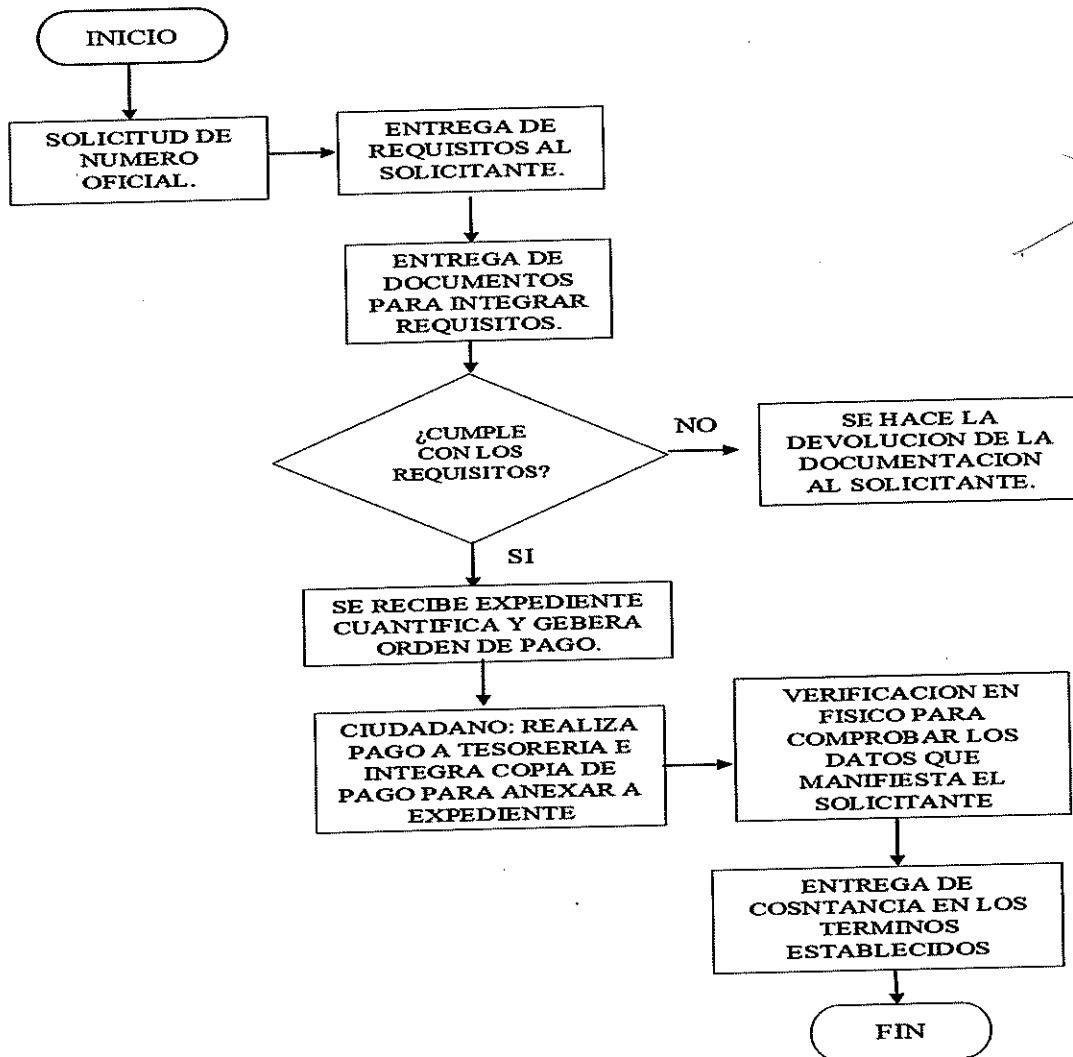 INICIO
SOLICITUD DE
NUMERO
OFICIAL.
ENTREGA DE
REQUISITOS AL
SOLICITANTE.
ENTREGA DE
DOCUMENTOS
PARA INTEGRAR
REQUISITOS.
¿CUMPLE
CON LOS
REQUISITOS?
NO
SE HACE LA
DEVOLUCION DE LA
DOCUMENTACION
AL SOLICITANTE.
SI
SE RECIBE EXPEDIENTE
CUANTIFICA Y GEBERA
ORDEN DE PAGO.
CIUDADANO: REALIZA
PAGO A TESORERIA E
INTEGRA COPIA DE
PAGO PARA ANEXAR A
EXPEDIENTE
VERIFICACION EN
FISICO PARA
COMPROBAR LOS
DATOS QUE
MANIFIESTA EL
SOLICITANTE
ENTREGA DE
COSNTANCIA EN LOS
TERMINOS
ESTABLECIDOS
FIN